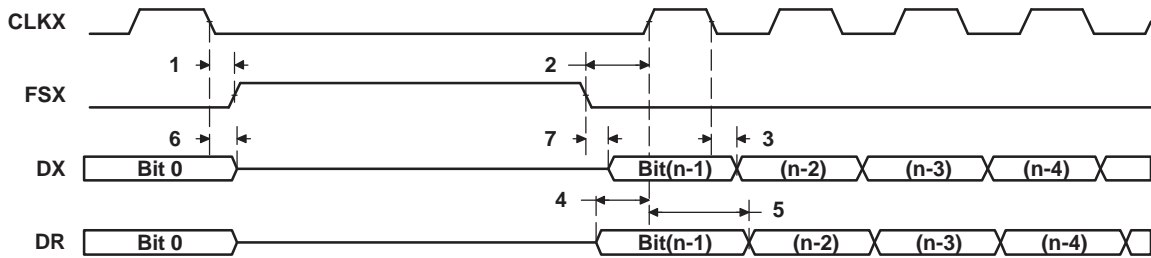 CLKX
1 2
FSX
6 7 3
DX Bit 0 Bit(n-1) (n-2) (n-3) (n-4)
4 5
DR Bit 0 Bit(n-1) (n-2) (n-3) (n-4)